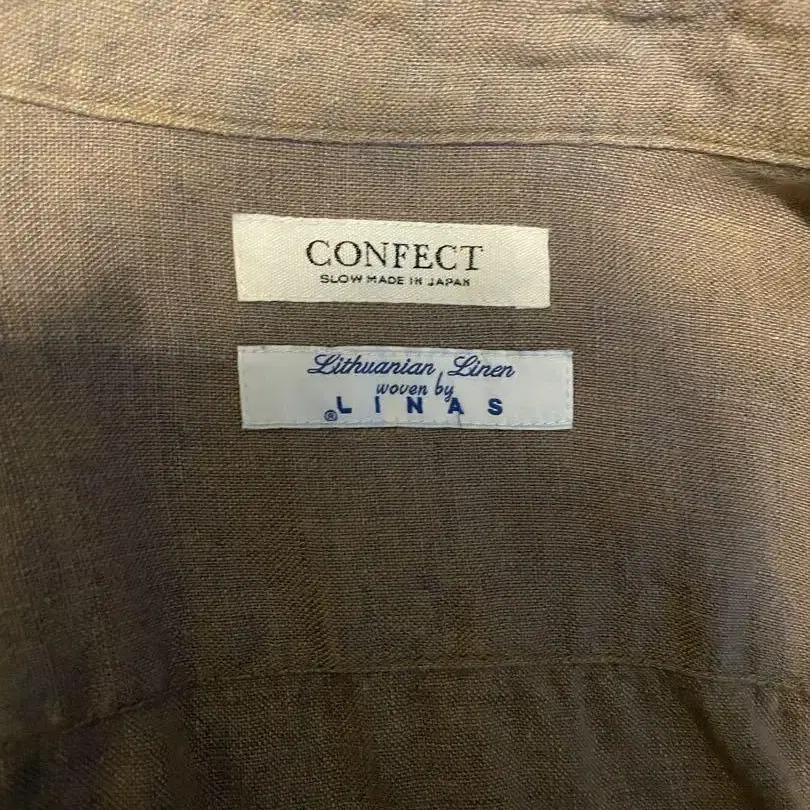 CONFECT
SLOW MADE IN JAPAN
Lithuanian Linen
woven by
® LINAS